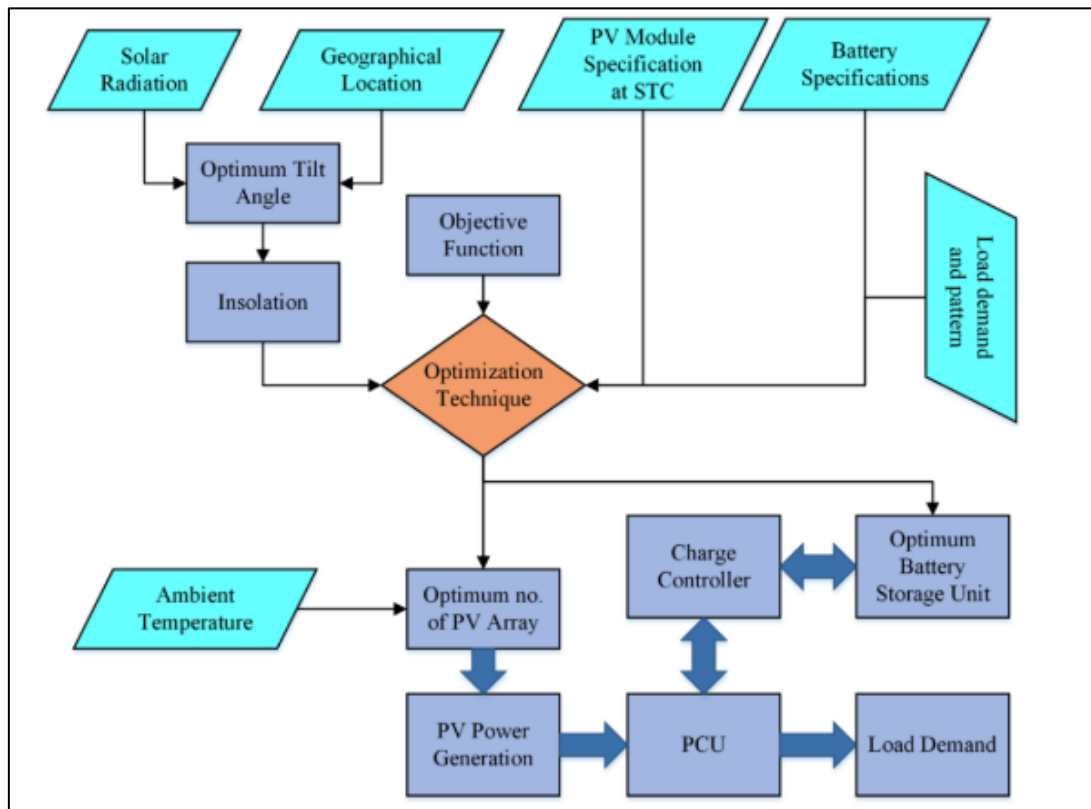 Solar
Radiation
Geographical
Location
PV Module
Specification
at STC
Battery
Specifications
Optimum Tilt
Angle
Objective
Function
Load demand
and pattern
Insolation
Optimization
Technique
Charge
Controller
Optimum
Battery
Storage Unit
Ambient
Temperature
Optimum no.
of PV Array
PV Power
Generation
PCU
Load Demand